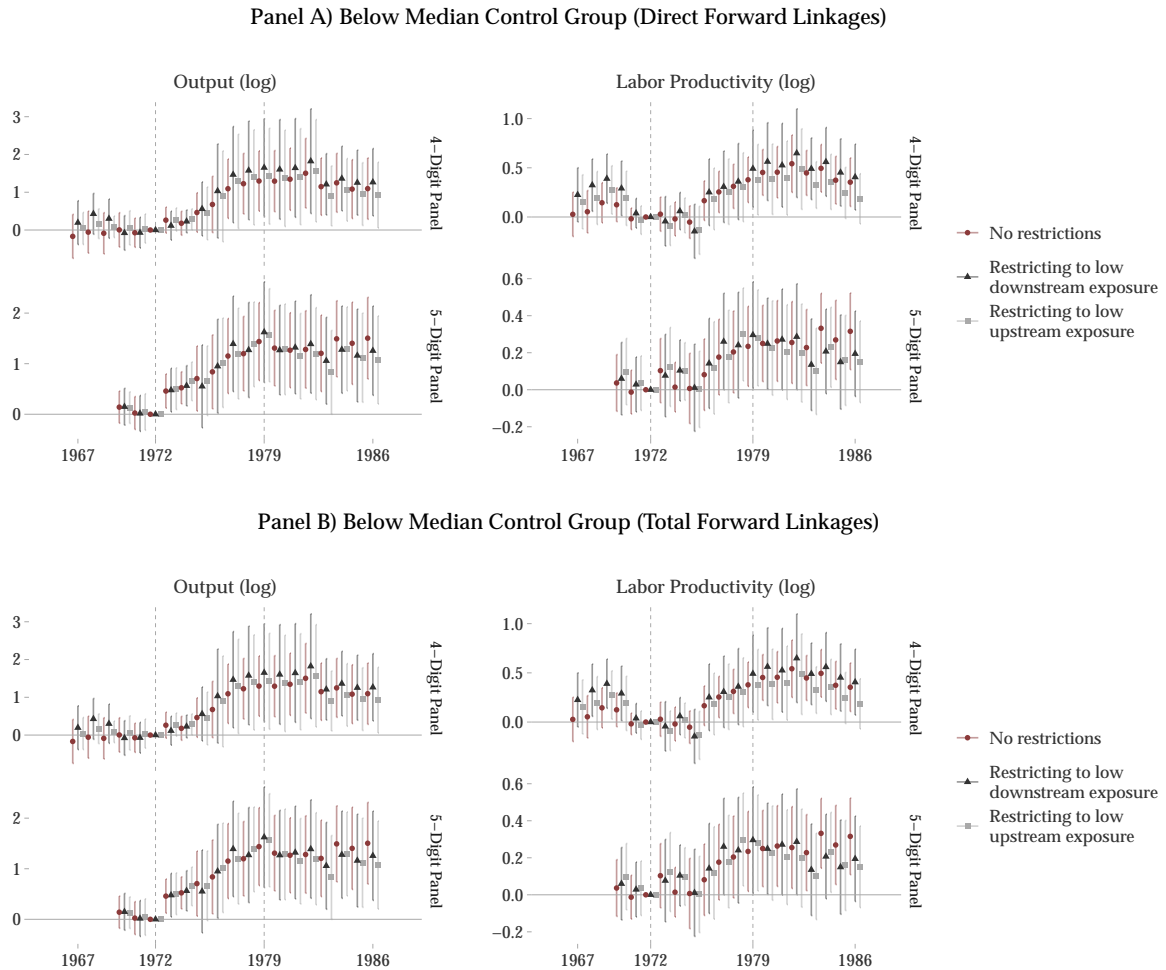 Panel A) Below Median Control Group (Direct Forward Linkages)
Output (log)
Labor Productivity (log)
3
2
1
0
4−Digit Panel
1.0
0.5
0.0
4−Digit Panel
2
1
0
5−Digit Panel
0.6
0.4
0.2
0.0
−0.2
5−Digit Panel
1967
1972
1979
1986
1967
1972
1979
1986
No restrictions
Restricting to low
downstream exposure
Restricting to low
upstream exposure
Panel B) Below Median Control Group (Total Forward Linkages)
Output (log)
Labor Productivity (log)
3
2
1
0
4−Digit Panel
1.0
0.5
0.0
4−Digit Panel
2
1
0
5−Digit Panel
0.6
0.4
0.2
0.0
−0.2
5−Digit Panel
1967
1972
1979
1986
1967
1972
1979
1986
No restrictions
Restricting to low
downstream exposure
Restricting to low
upstream exposure